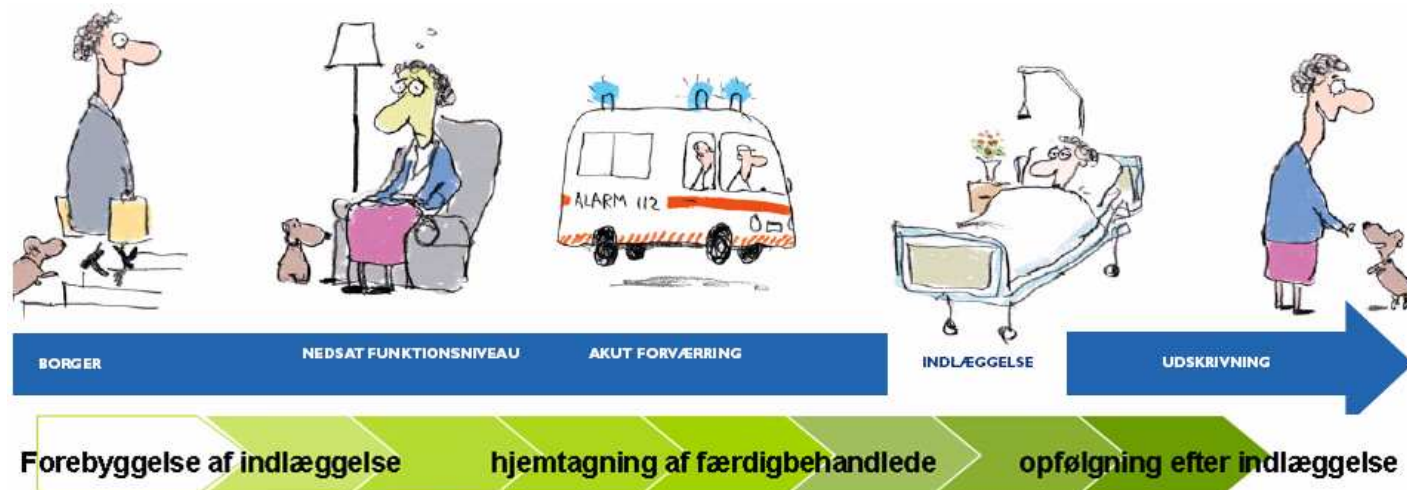 ALARM 112
BORGER
NEDSAT FUNKTIONSNIVEAU
AKUT FORVÆRRING
INDLÆGGELSE
UDSKRIVNING
Forebyggelse af indlæggelse
hjemtagning af færdigbehandlede
opfølgning efter indlæggelse